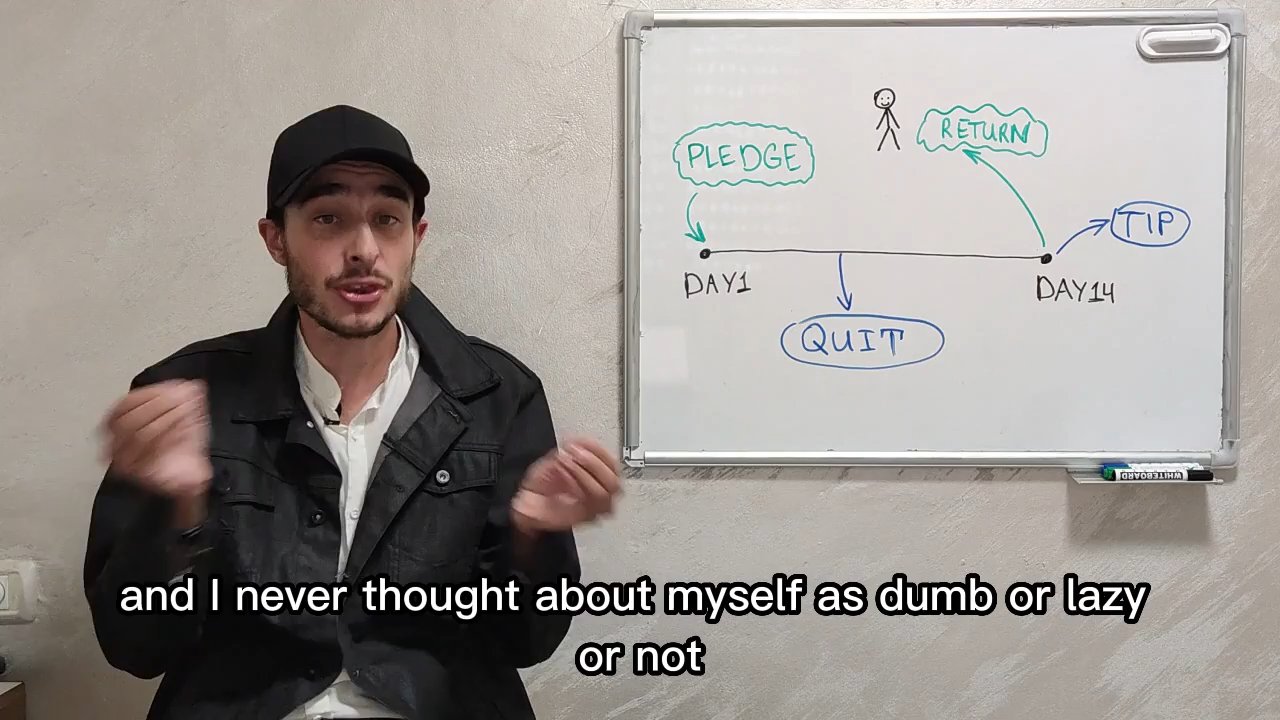 PLEDGE
RETURN
TIP
DAY1
DAY14
QUIT
WHITEBOARD
and I never thought about myself as dumb or lazy
or not